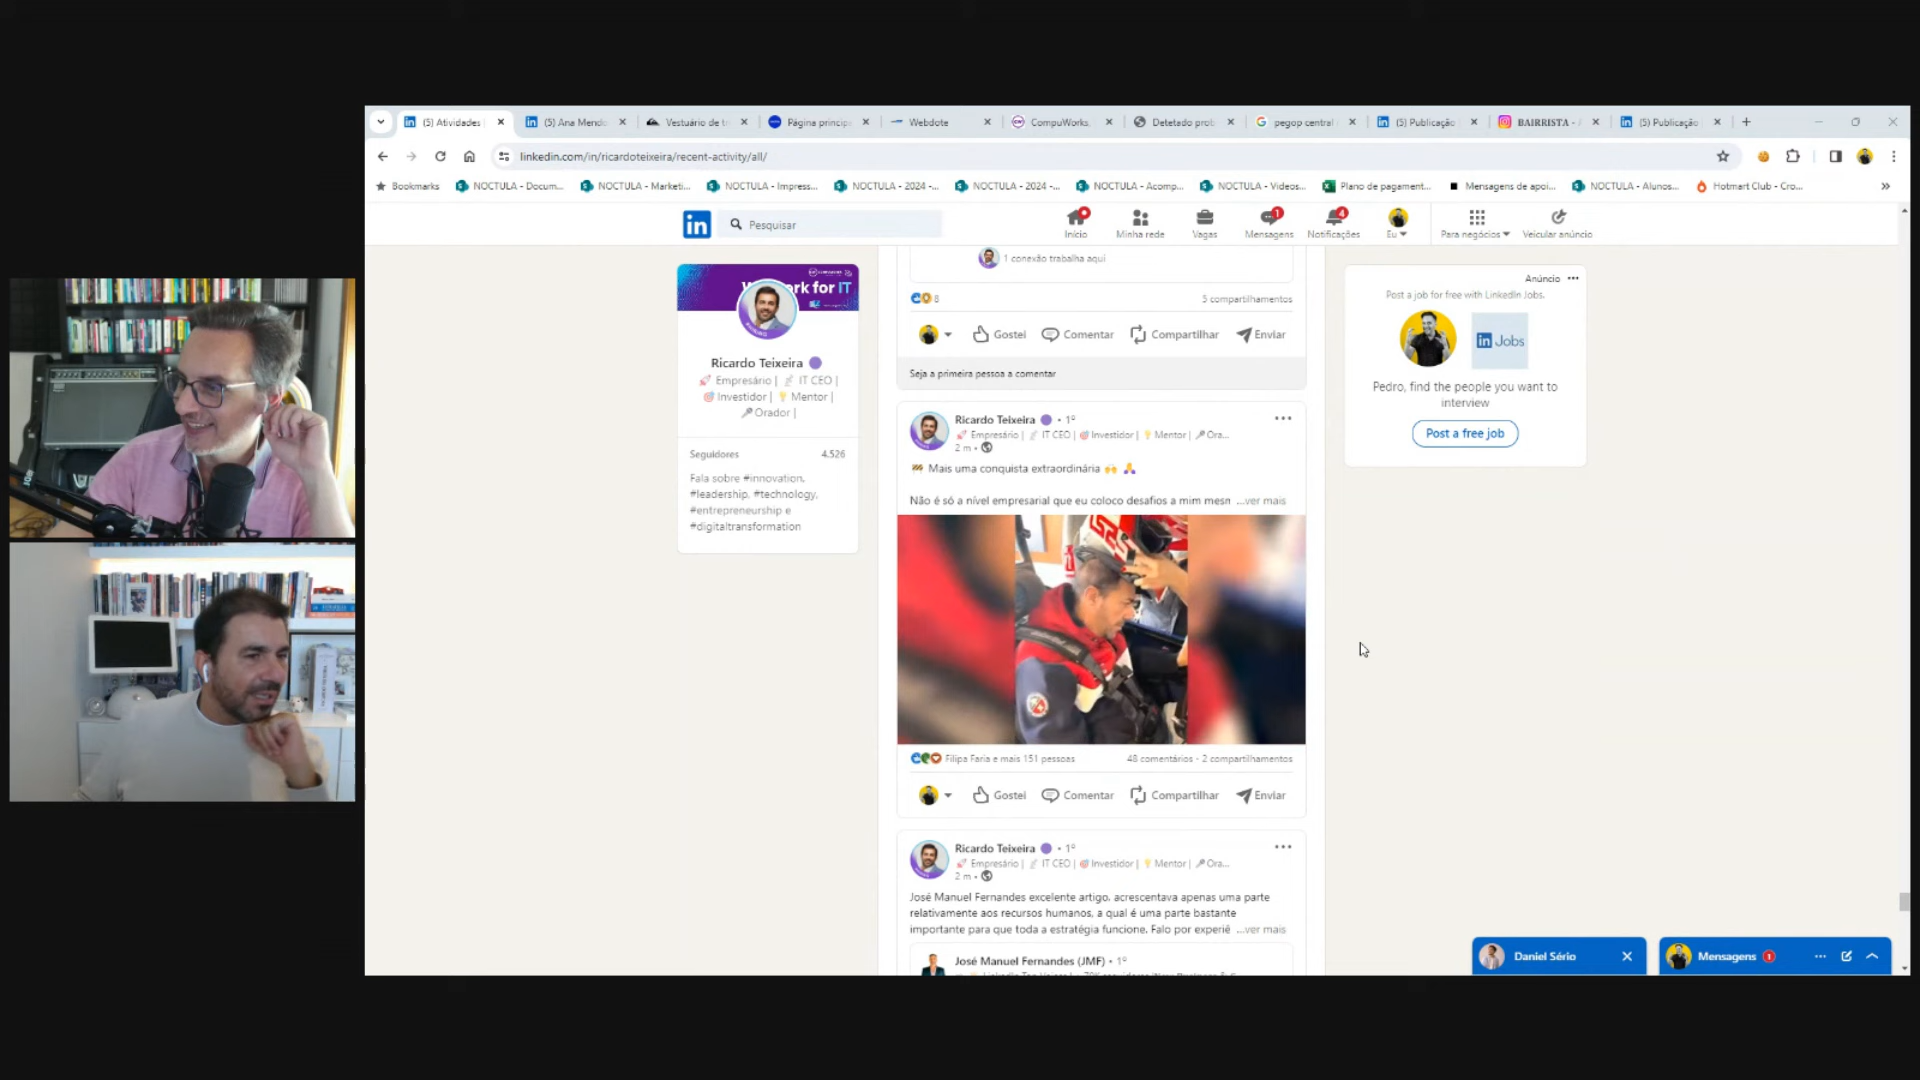 (5) Atividades
(5) Ana Mend
Vestuário de t
Página princip
Webdote
CompuWorks,
Detetado prob
pegop central
(5) Publicação
BAIRRISTA -
(5) Publicação
linkedin.com/in/ricardoteixeira/recent-activity/all/
Bookmarks
NOCTULA - Docum...
NOCTULA - Marketi...
NOCTULA - Impress...
NOCTULA - 2024 -...
NOCTULA - 2024 -...
NOCTULA - Acomp...
NOCTULA - Videos...
Plano de pagament...
Mensagens de apoi...
NOCTULA - Alunos...
Hotmart Club - Cro...
in
Pesquisar
Início
Minha rede
1
Mensagens
Vagas
4
Notificações
Eu
Para negócios
Veicular anúncio
1 conexão trabalha aqui
8
5 compartilhamentos
Gostei
Comentar
Compartilhar
Enviar
Seja a primeira pessoa a comentar
rk for IT
Ricardo Teixeira
Empresário | IT CEO |
Investidor | Mentor |
Orador |
Seguidores 4.526
Fala sobre #innovation,
#leadership, #technology,
#entrepreneurship e
#digitaltransformation
Ricardo Teixeira • 1º
Empresário | IT CEO | Investidor | Mentor | Ora...
2 m •
Mais uma conquista extraordinária
Não é só a nível empresarial que eu coloco desafios a mim mesm ...ver mais
Filipa Faria e mais 151 pessoas
48 comentários • 2 compartilhamentos
Gostei
Comentar
Compartilhar
Enviar
Ricardo Teixeira • 1º
Empresário | IT CEO | Investidor | Mentor | Ora...
2 m •
José Manuel Fernandes excelente artigo, acrescentava apenas uma parte
relativamente aos recursos humanos, a qual é uma parte bastante
importante para que toda a estratégia funcione. Falo por experiê ...ver mais
José Manuel Fernandes (JMF) • 1º
Anúncio
Post a job for free with LinkedIn Jobs.
in Jobs
Pedro, find the people you want to
interview
Post a free job
Daniel Sério
Mensagens 1